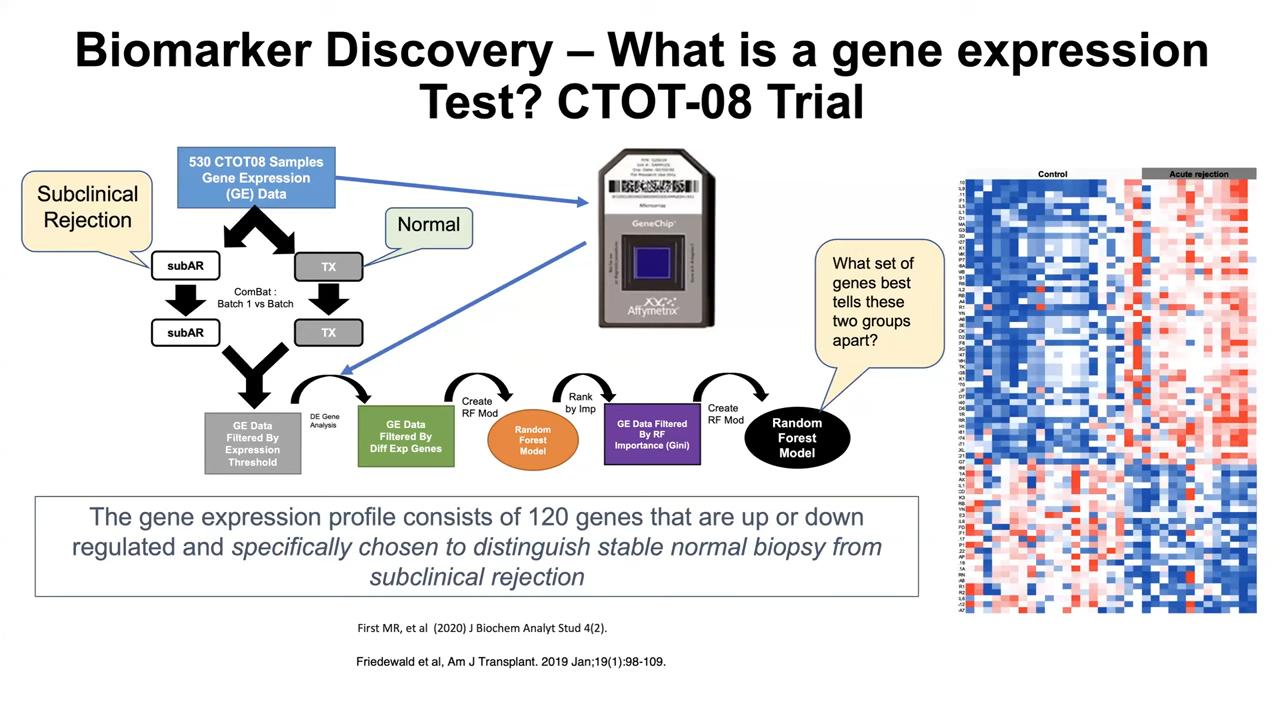 Biomarker Discovery – What is a gene expression
Test? CTOT-08 Trial
530 CTOT08 Samples
Gene Expression
(GE) Data
Subclinical
Rejection
Normal
subAR
TX
ComBat :
Batch 1 vs Batch
subAR
TX
GeneChip
Affymetrix
What set of
genes best
tells these
two groups
apart?
GE Data
Filtered By
Expression
Threshold
DE Gene
Analysis
GE Data
Filtered By
Diff Exp Genes
Create
RF Mod
Random
Forest
Model
Rank
by Imp
GE Data Filtered
By RF
Importance (Gini)
Create
RF Mod
Random
Forest
Model
Control
Acute rejection
The gene expression profile consists of 120 genes that are up or down
regulated and specifically chosen to distinguish stable normal biopsy from
subclinical rejection
First MR, et al (2020) J Biochem Analyt Stud 4(2).
Friedewald et al, Am J Transplant. 2019 Jan;19(1):98-109.